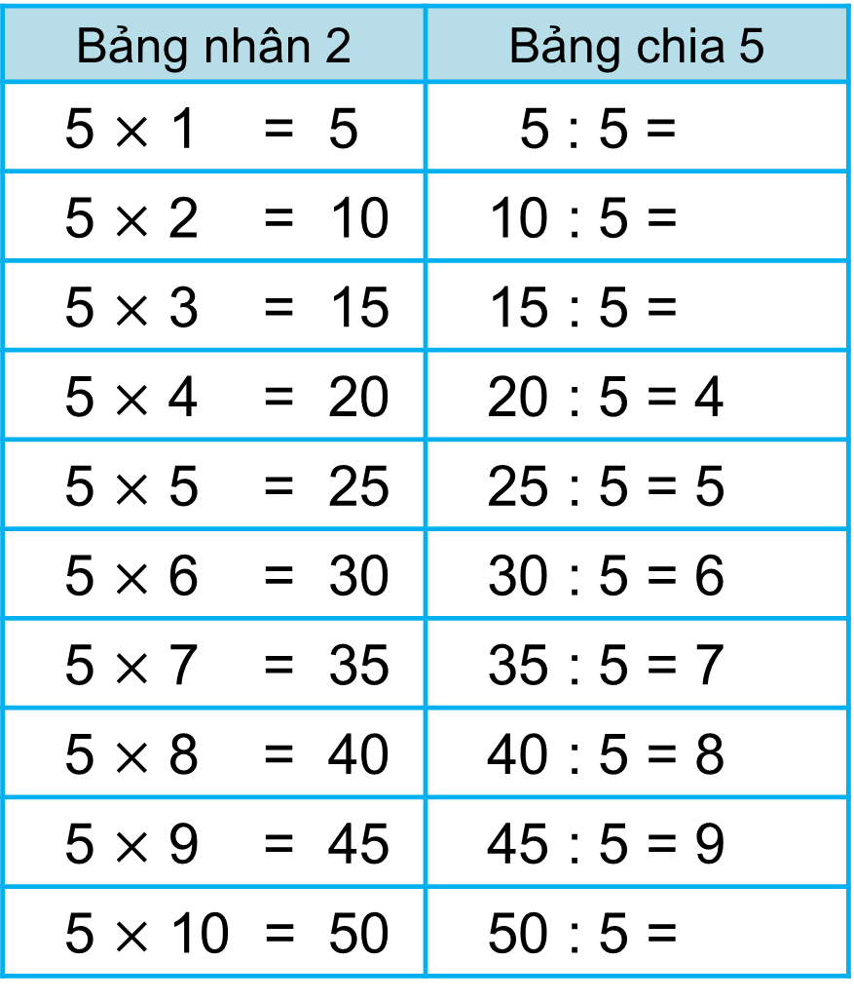 Bảng nhân 2 Bảng chia 5
5 × 1 = 5 5 : 5 =
5 × 2 = 10 10 : 5 =
5 × 3 = 15 15 : 5 =
5 × 4 = 20 20 : 5 = 4
5 × 5 = 25 25 : 5 = 5
5 × 6 = 30 30 : 5 = 6
5 × 7 = 35 35 : 5 = 7
5 × 8 = 40 40 : 5 = 8
5 × 9 = 45 45 : 5 = 9
5 × 10 = 50 50 : 5 =